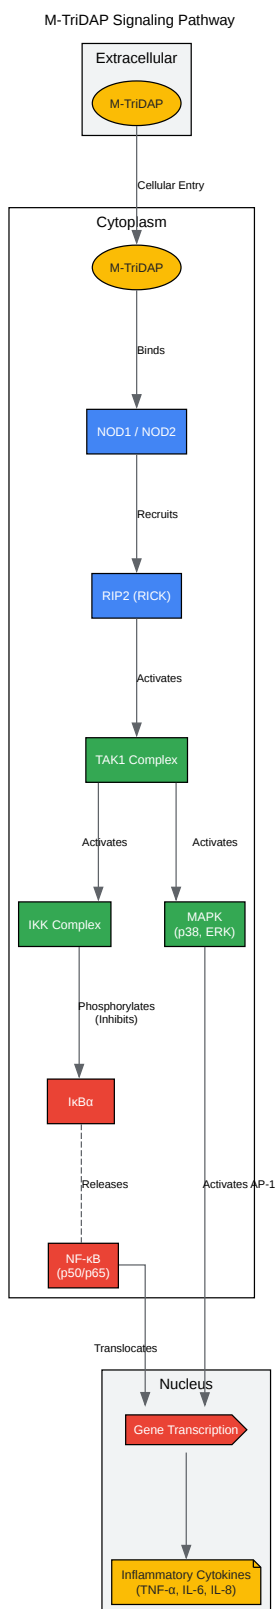 M-TriDAP Signaling Pathway
Extracellular
M-TriDAP
Cellular Entry
Cytoplasm
M-TriDAP
Binds
NOD1 / NOD2
Recruits
RIP2 (RICK)
Activates
TAK1 Complex
Activates
Activates
IKK Complex
MAPK
(p38, ERK)
Phosphorylates
(Inhibits)
IκBα
Releases
Activates AP-1
NF-κB
(p50/p65)
Translocates
Nucleus
Gene Transcription
Inflammatory Cytokines
(TNF-α, IL-6, IL-8)